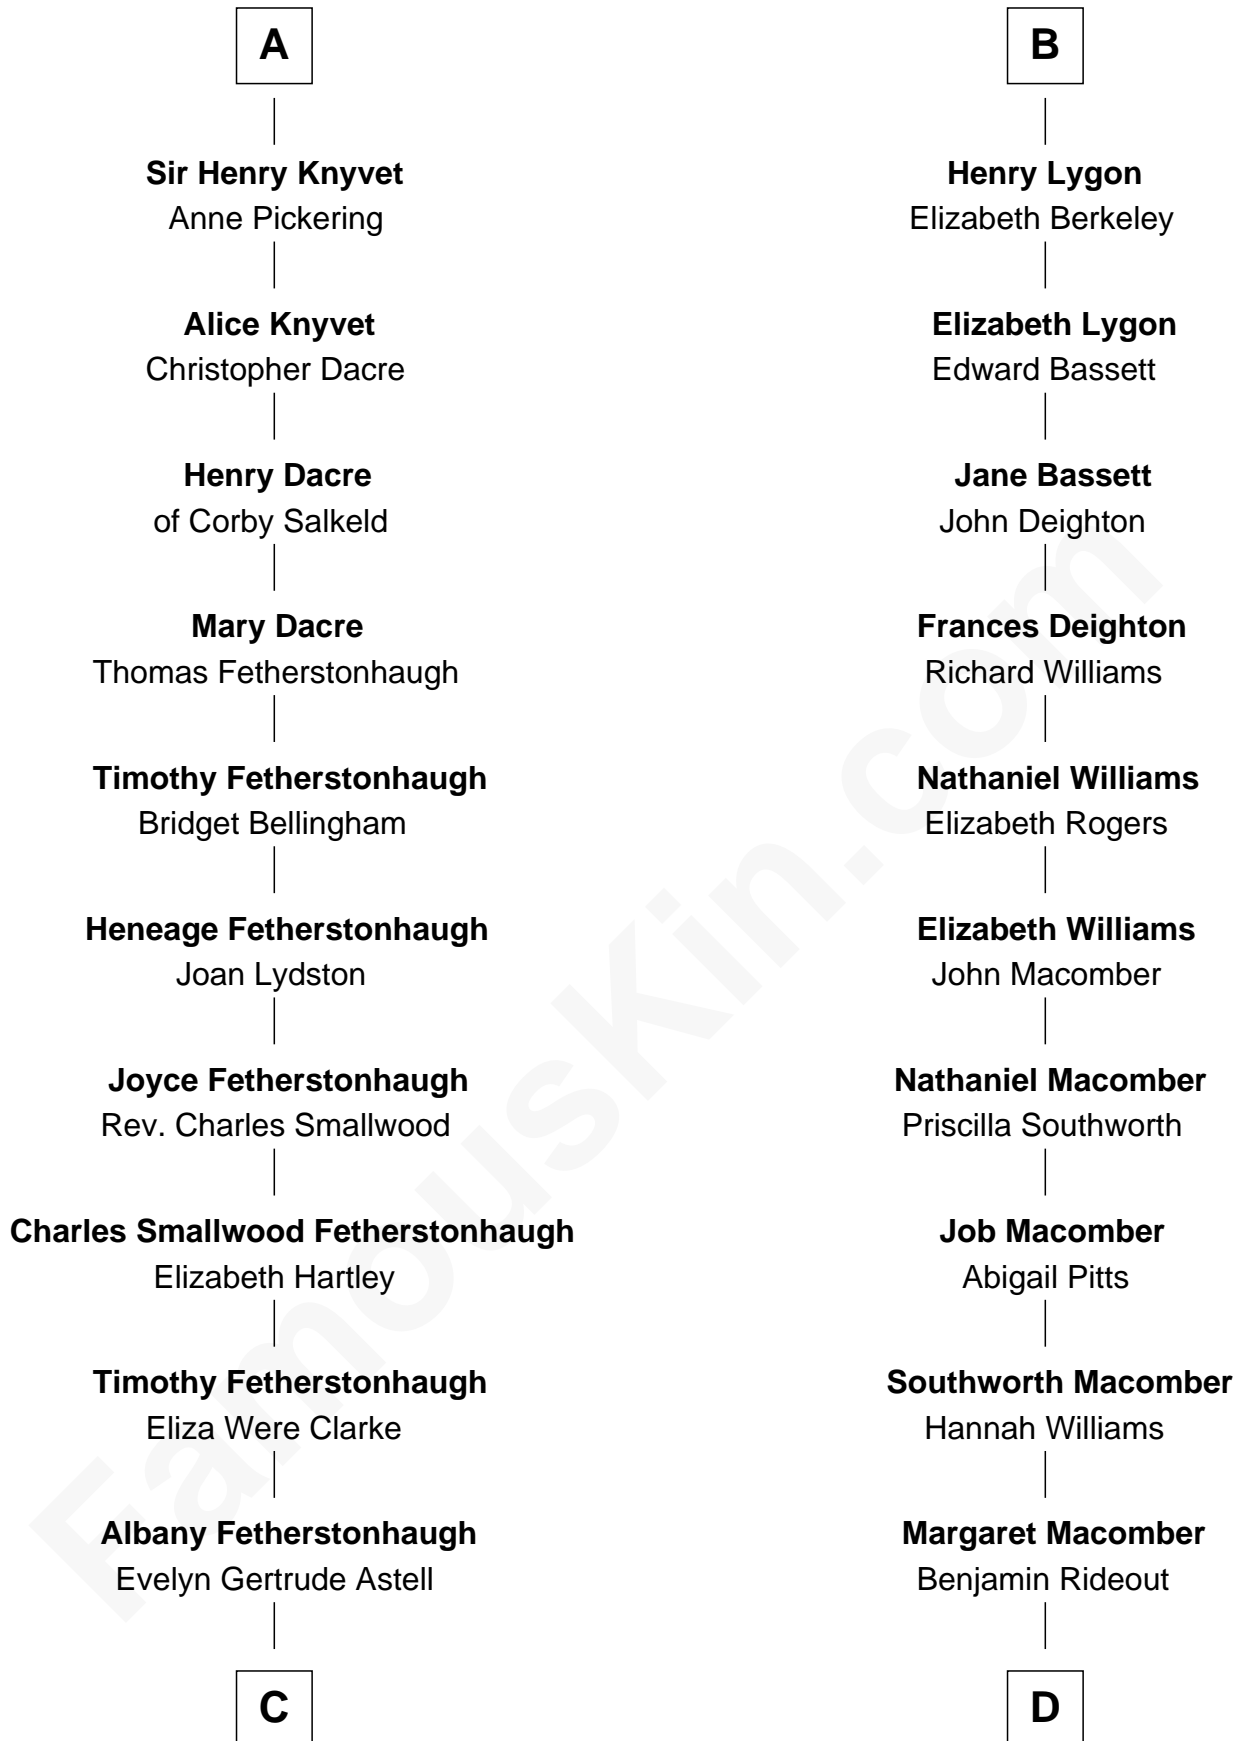 A
Sir Henry Knyvet
Anne Pickering
Alice Knyvet
Christopher Dacre
Henry Dacre
of Corby Salkeld
Mary Dacre
Thomas Fetherstonhaugh
Timothy Fetherstonhaugh
Bridget Bellingham
Heneage Fetherstonhaugh
Joan Lydston
Joyce Fetherstonhaugh
Rev. Charles Smallwood
Charles Smallwood Fetherstonhaugh
Elizabeth Hartley
Timothy Fetherstonhaugh
Eliza Were Clarke
Albany Fetherstonhaugh
Evelyn Gertrude Astell
C
B
Henry Lygon
Elizabeth Berkeley
Elizabeth Lygon
Edward Bassett
Jane Bassett
John Deighton
Frances Deighton
Richard Williams
Nathaniel Williams
Elizabeth Rogers
Elizabeth Williams
John Macomber
Nathaniel Macomber
Priscilla Southworth
Job Macomber
Abigail Pitts
Southworth Macomber
Hannah Williams
Margaret Macomber
Benjamin Rideout
D
FamousKin.com